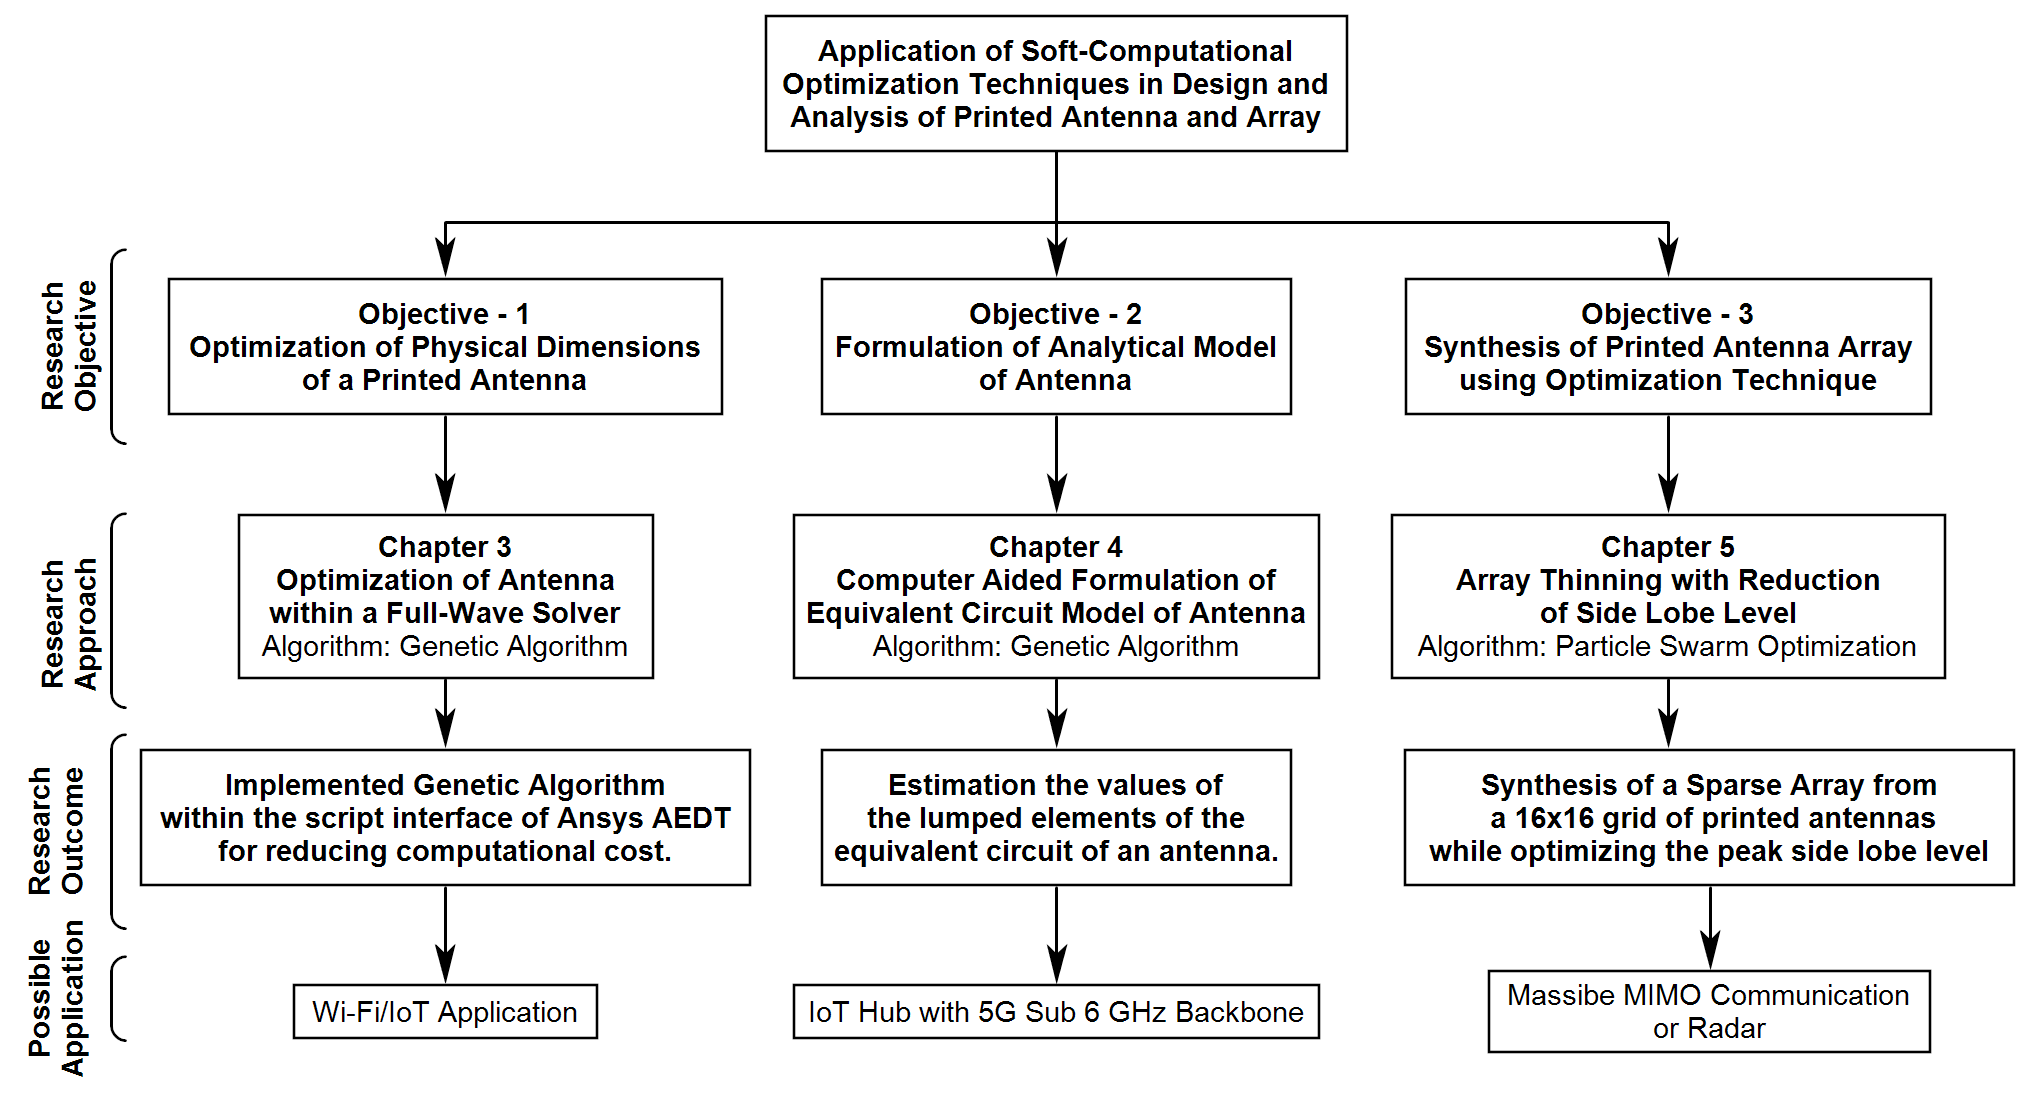 Application of Soft-Computational
Optimization Techniques in Design and
Analysis of Printed Antenna and Array
Research
Objective
Objective - 1
Optimization of Physical Dimensions
of a Printed Antenna
Objective - 2
Formulation of Analytical Model
of Antenna
Objective - 3
Synthesis of Printed Antenna Array
using Optimization Technique
Research
Approach
Chapter 3
Optimization of Antenna
within a Full-Wave Solver
Algorithm: Genetic Algorithm
Chapter 4
Computer Aided Formulation of
Equivalent Circuit Model of Antenna
Algorithm: Genetic Algorithm
Chapter 5
Array Thinning with Reduction
of Side Lobe Level
Algorithm: Particle Swarm Optimization
Research
Outcome
Implemented Genetic Algorithm
within the script interface of Ansys AEDT
for reducing computational cost.
Estimation the values of
the lumped elements of the
equivalent circuit of an antenna.
Synthesis of a Sparse Array from
a 16x16 grid of printed antennas
while optimizing the peak side lobe level
Possible
Application
Wi-Fi/IoT Application
IoT Hub with 5G Sub 6 GHz Backbone
Massibe MIMO Communication
or Radar